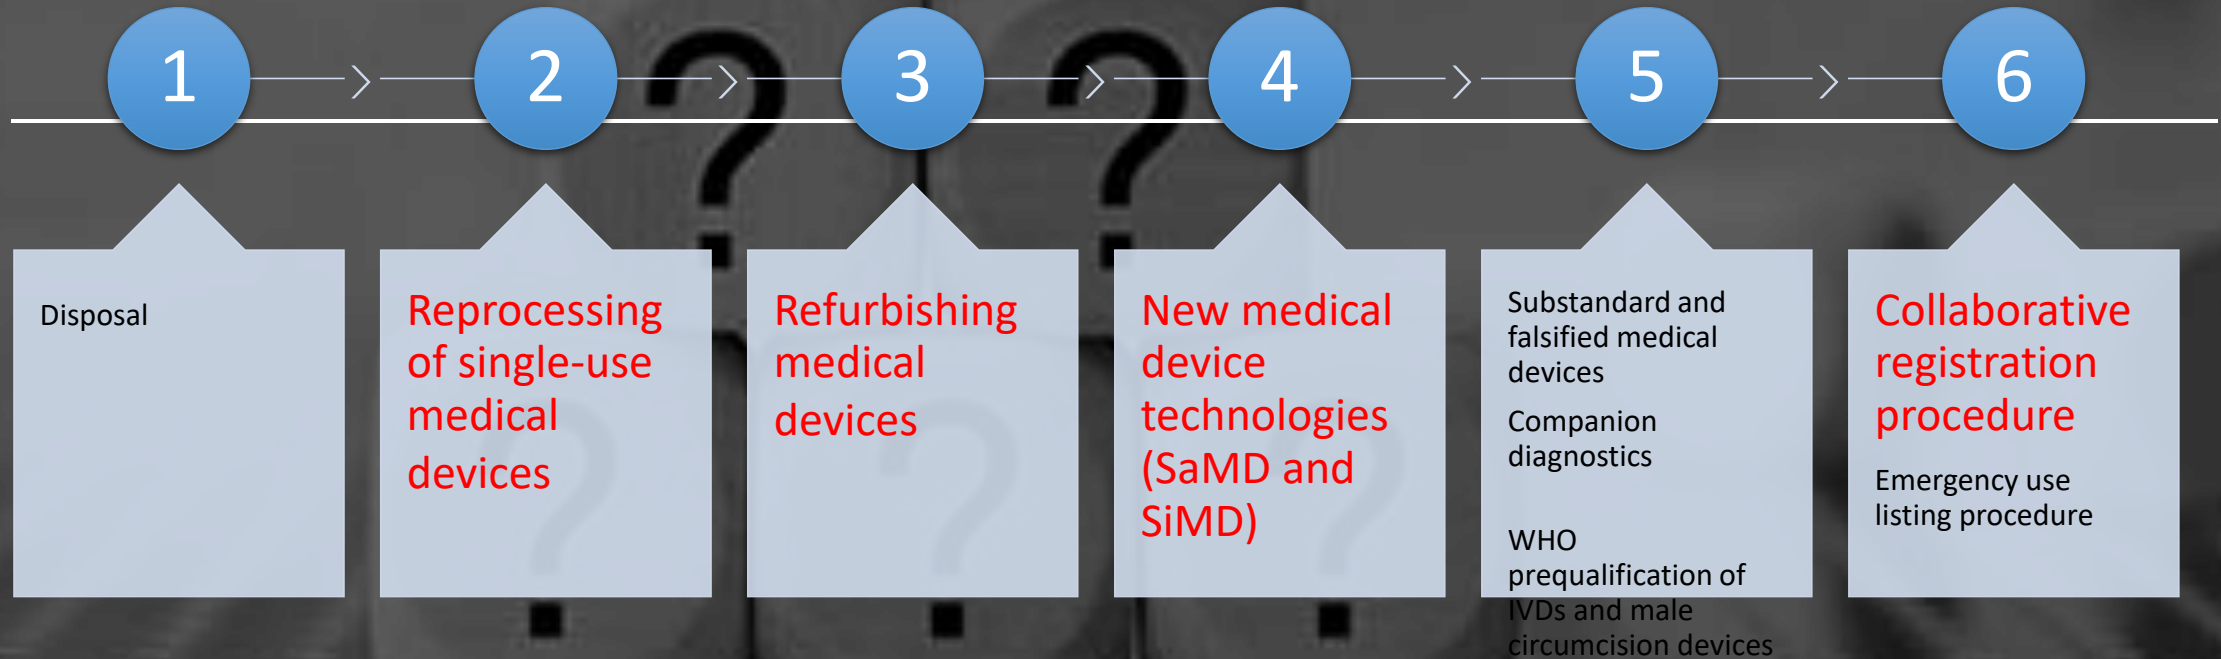 1
2
3
4
5
6
Disposal
Reprocessing
of single-use
medical
devices
Refurbishing
medical
devices
New medical
device
technologies
(SaMD and
SiMD)
Substandard and
falsified medical
devices
Companion
diagnostics
WHO
prequalification of
IVDs and male
circumcision devices
Collaborative
registration
procedure
Emergency use
listing procedure